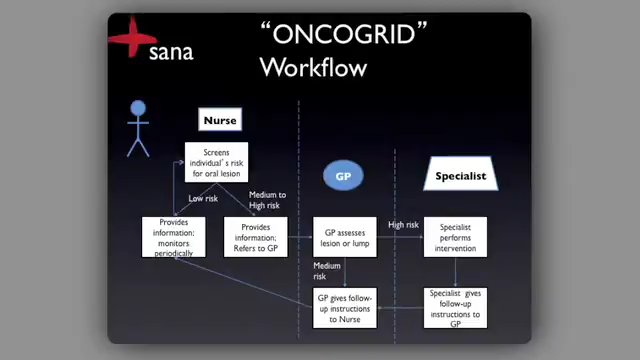 sana
“ONCOGRID”
Workflow
Nurse
Screens
individual's risk
for oral lesion
GP
Specialist
Low risk
Medium to
High risk
Provides
information;
monitors
periodically
Provides
information;
Refers to GP
GP assesses
lesion or lump
High risk
Specialist
performs
intervention
Medium
risk
GP gives follow-
up instructions
to Nurse
Specialist gives
follow-up
instructions to
GP